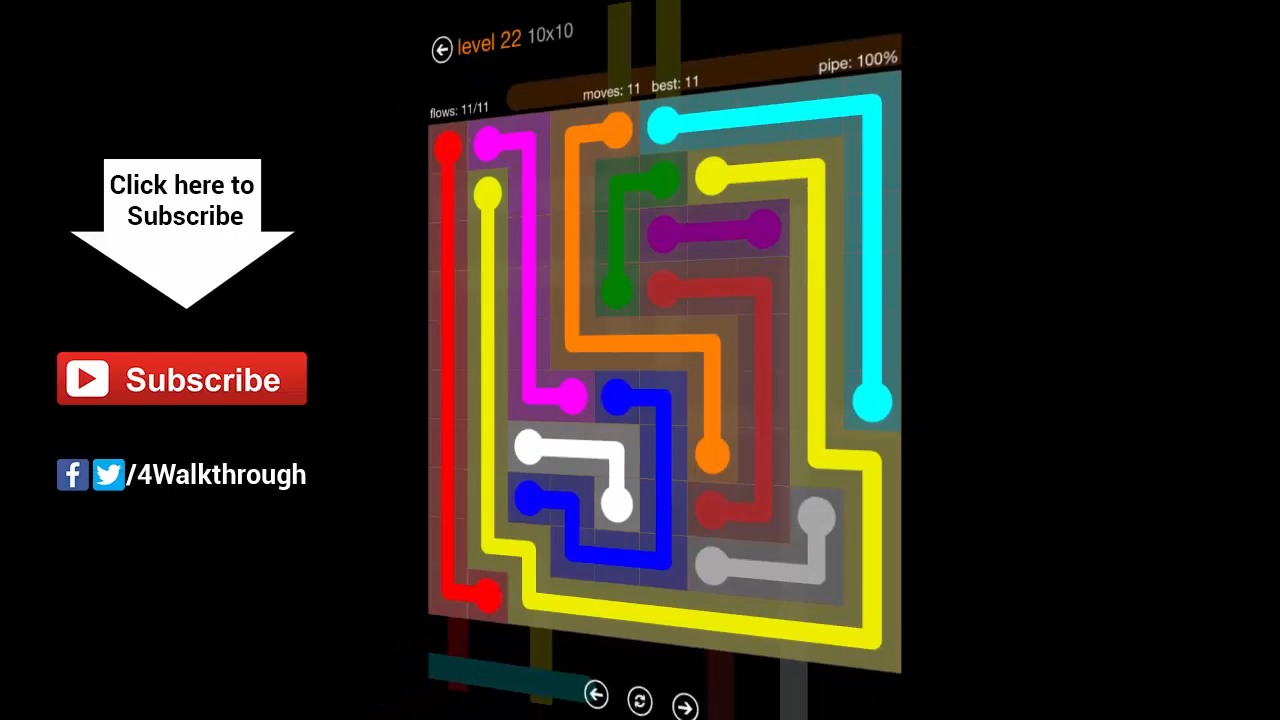 level 22 10x10
flows: 11/11
moves: 11 best: 11
pipe: 100%
Click here to
Subscribe
Subscribe
/4Walkthrough